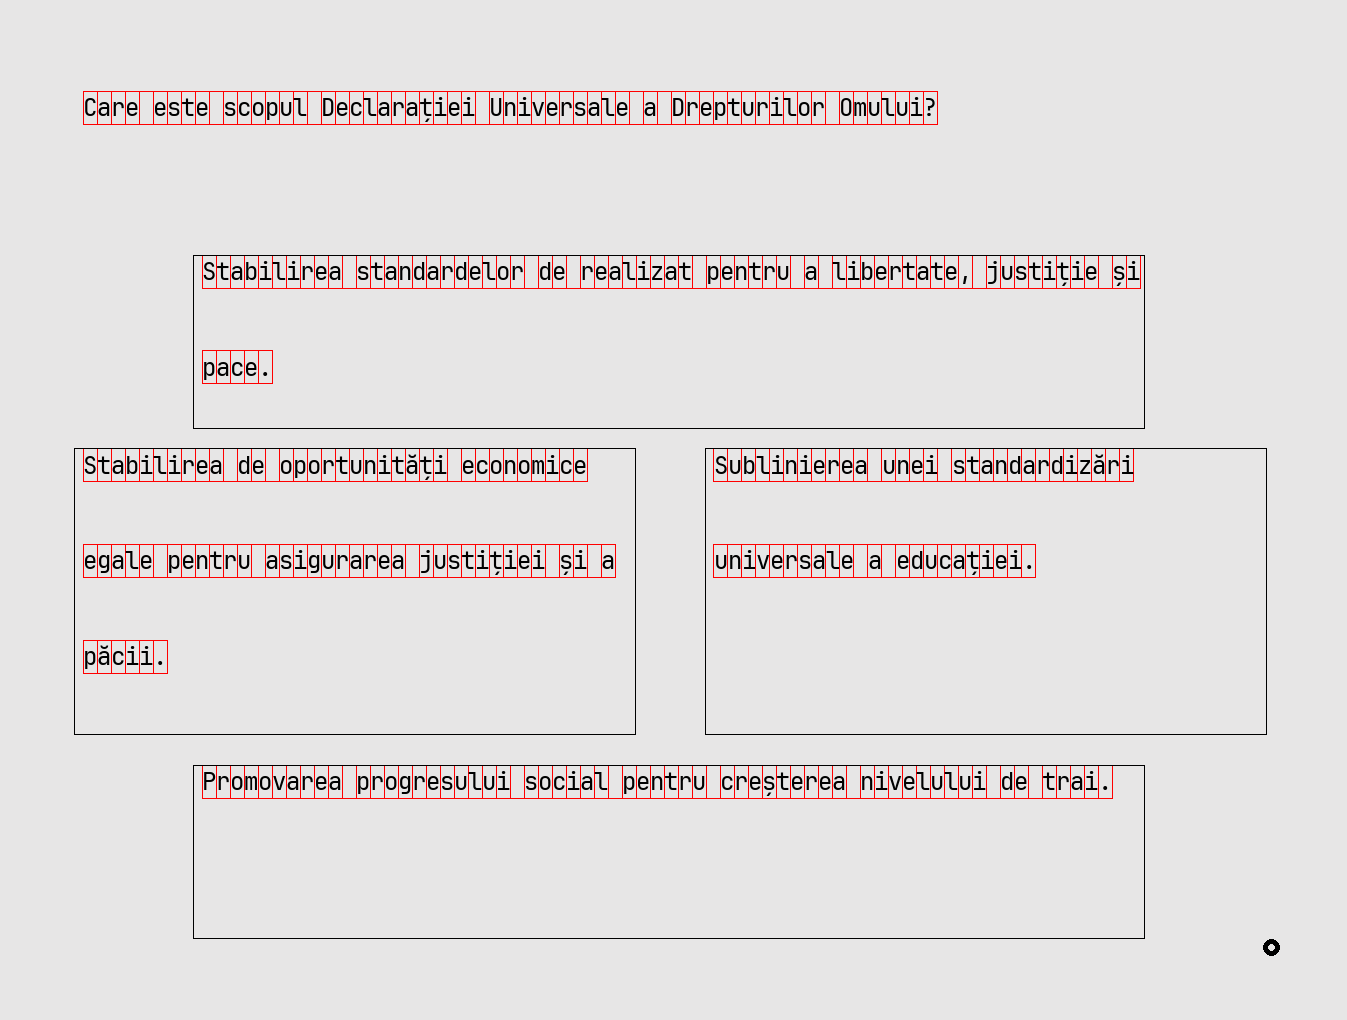 Care este scopul Declarației Universale a Drepturilor Omului?
Stabilirea standardelor de realizat pentru a libertate, justiție și
pace.
Stabilirea de oportunități economice
egale pentru asigurarea justiției și a
păcii.
Sublinierea unei standardizări
universale a educației.
Promovarea progresului social pentru creșterea nivelului de trai.